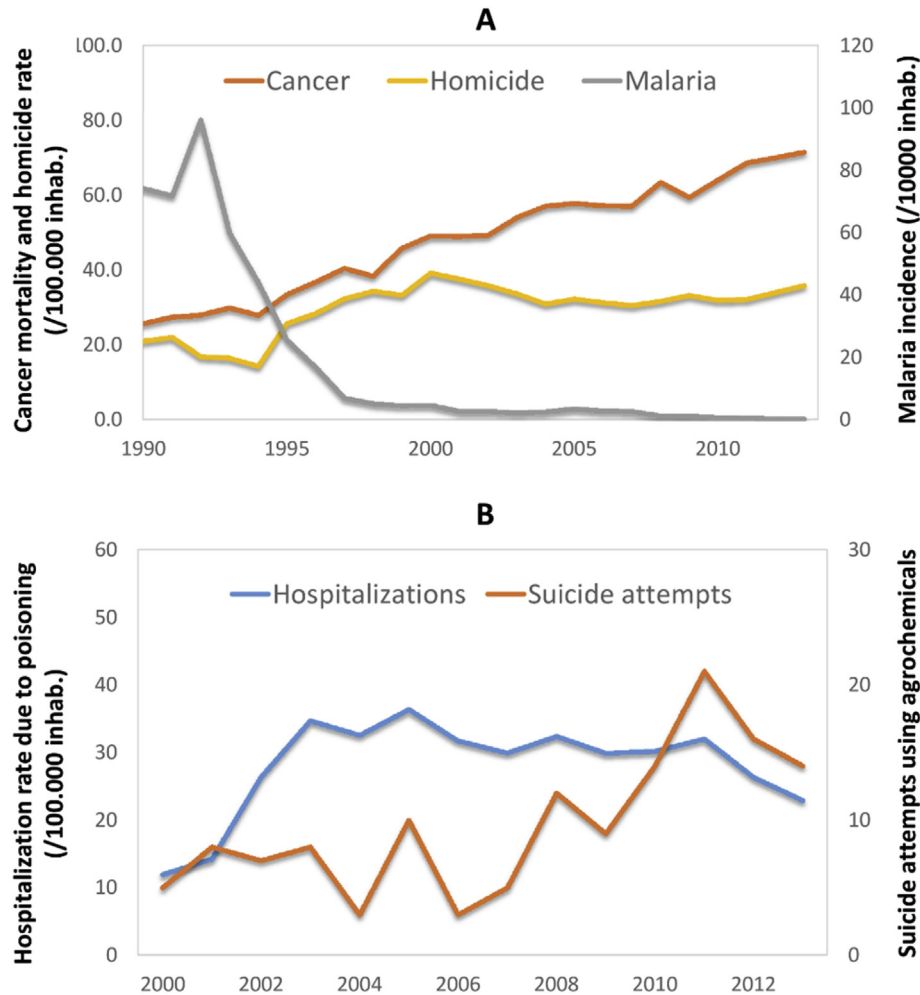 A
Cancer mortality and homicide rate
(/100.000 inhab.)
100.0
80.0
60.0
40.0
20.0
0.0
Cancer
Homicide
Malaria
120
100
80
60
40
20
0
Malaria incidence (/10000 inhab.)
1990
1995
2000
2005
2010
B
Hospitalization rate due to poisoning
(/100.000 inhab.)
60
50
40
30
20
10
0
Hospitalizations
Suicide attempts
30
20
10
0
Suicide attempts using agrochemicals
2000
2002
2004
2006
2008
2010
2012